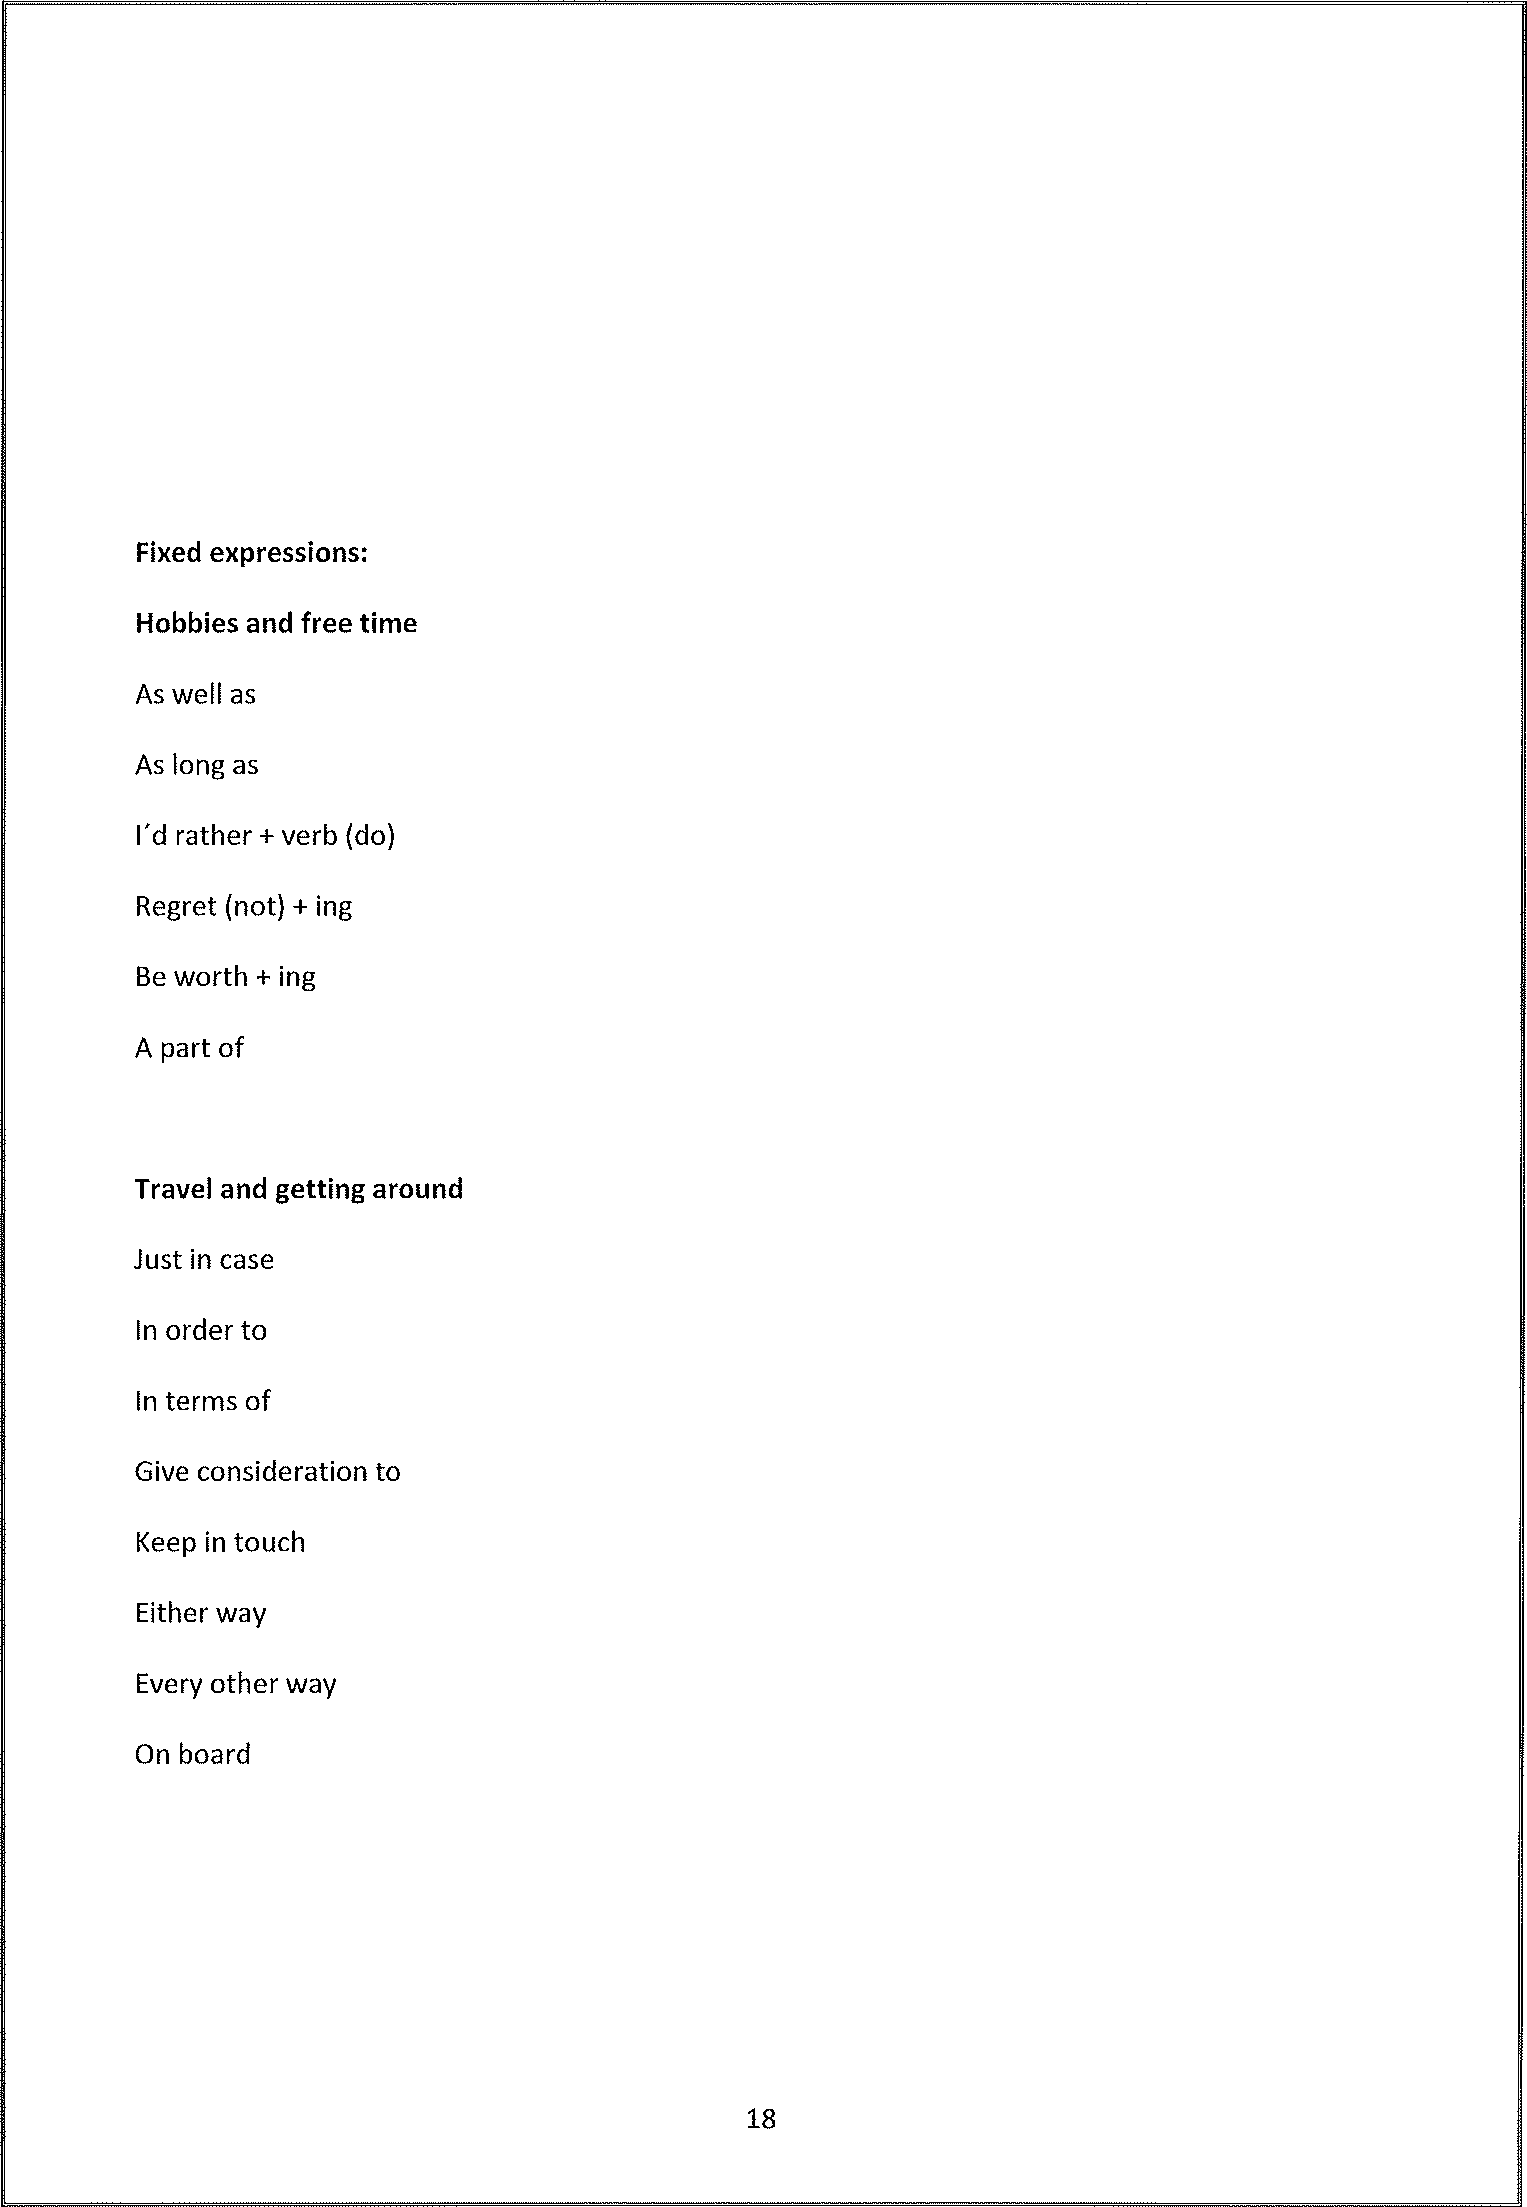 Fixed expressions:
Hobbies and free time
As well as
As long as
I´d rather + verb (do)
Regret (not) + ing
Be worth + ing
A part of
Travel and getting around
Just in case
In order to
In terms of
Give consideration to
Keep in touch
Either way
Every other way
On board
18